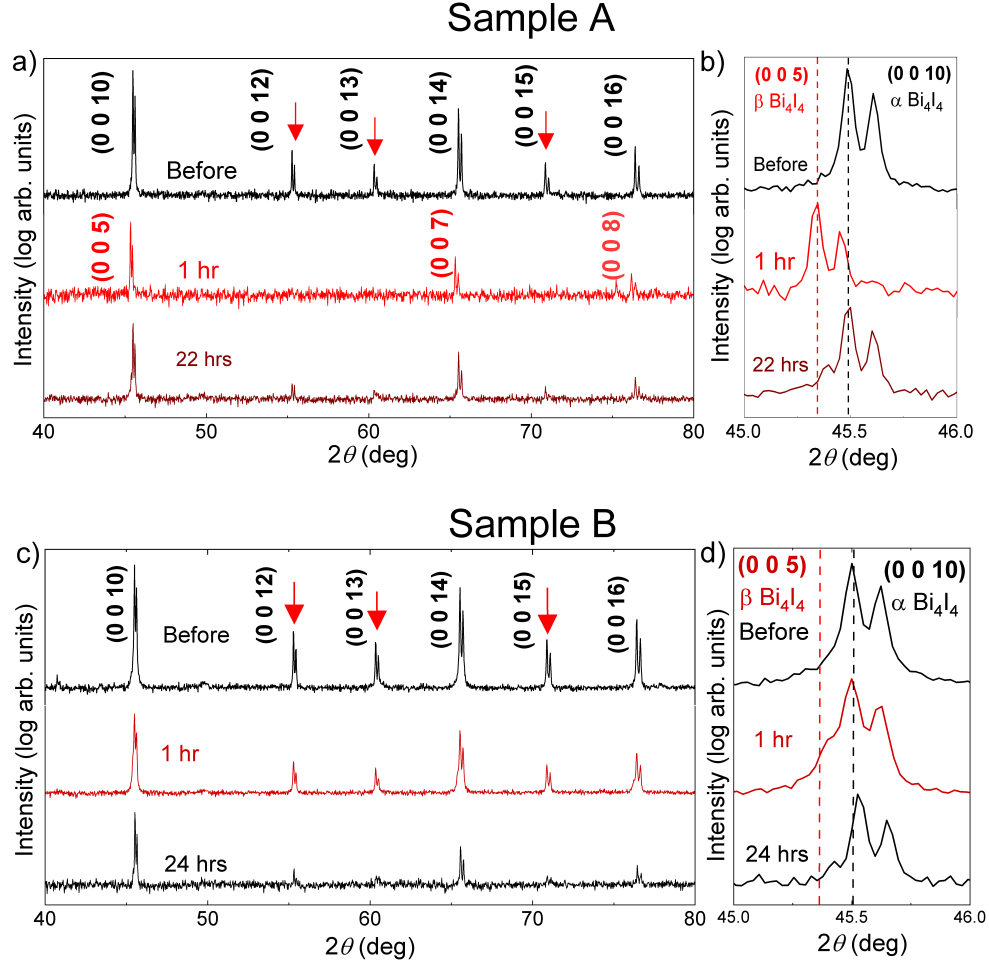 Sample A
a)
Intensity (log arb. units)
(0 0 10)
(0 0 12)
(0 0 13)
(0 0 14)
(0 0 15)
(0 0 16)
Before
(0 0 5)
1 hr
(0 0 7)
(0 0 8)
22 hrs
40 50 60 70 80
2θ (deg)
b)
Intensity (log arb. units)
(0 0 5) (0 0 10)
β Bi₄I₄ α Bi₄I₄
Before
1 hr
22 hrs
45.0 45.5 46.0
2θ (deg)
Sample B
c)
Intensity (log arb. units)
(0 0 10)
(0 0 12)
(0 0 13)
(0 0 14)
(0 0 15)
(0 0 16)
Before
1 hr
24 hrs
40 50 60 70 80
2θ (deg)
d)
Intensity (log arb. units)
(0 0 5) (0 0 10)
β Bi₄I₄ α Bi₄I₄
Before
1 hr
24 hrs
45.0 45.5 46.0
2θ (deg)